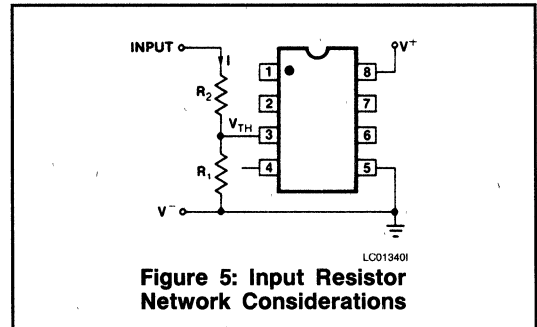 INPUT
I
V+
R2
VTH
R1
V−
1
2
3
4
8
7
6
5
LC01340I
Figure 5: Input Resistor
Network Considerations